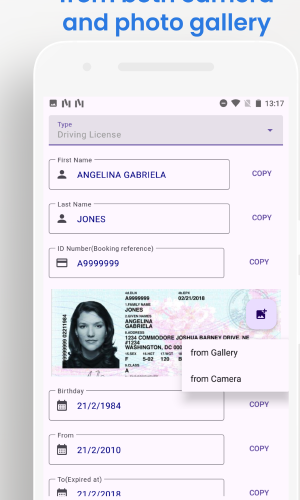 from both camera
and photo gallery
13:17
Type
Driving License
First Name
ANGELINA GABRIELA
COPY
Last Name
JONES
COPY
ID Number(Booking reference)
A9999999
COPY
A9999999
02/21/2018
JONES
ANGELINA
GABRIELA
1234 COMMODORE JOSHUA BARNEY DRIVE, NE
#1234
WASHINGTON, DC
from Gallery
from Camera
Birthday
21/2/1984
COPY
From
21/2/2010
COPY
To(Expired at)
21/2/2018
COPY